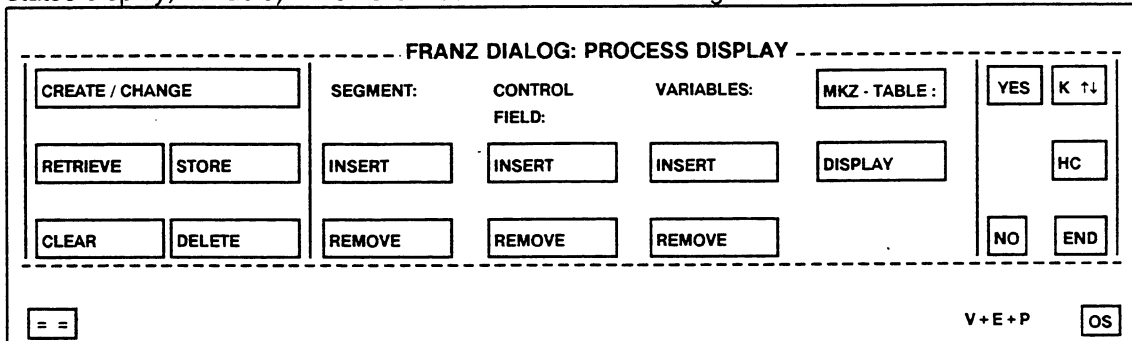 FRANZ DIALOG: PROCESS DISPLAY
CREATE / CHANGE SEGMENT: CONTROL FIELD: VARIABLES: MKZ - TABLE : YES K ↑↓
RETRIEVE STORE INSERT INSERT INSERT DISPLAY HC
CLEAR DELETE REMOVE REMOVE REMOVE NO END
= = V + E + P OS